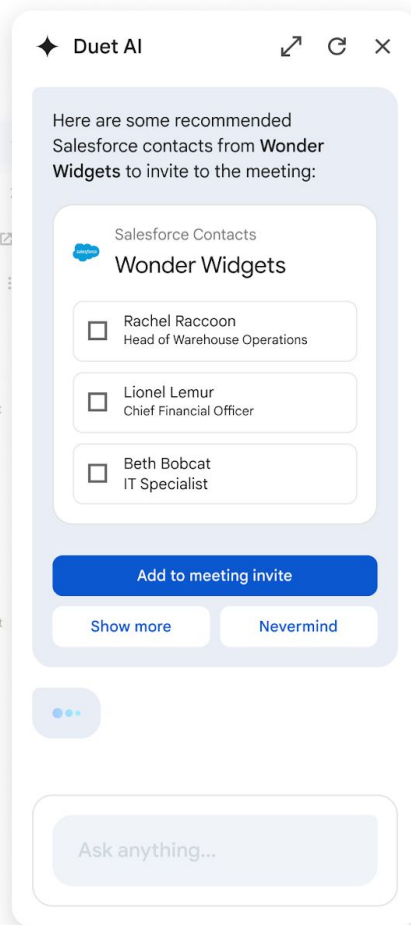 Duet AI
Here are some recommended
Salesforce contacts from Wonder
Widgets to invite to the meeting:
salesforce
Salesforce Contacts
Wonder Widgets
Rachel Raccoon
Head of Warehouse Operations
Lionel Lemur
Chief Financial Officer
Beth Bobcat
IT Specialist
Add to meeting invite
Show more
Nevermind
Ask anything...